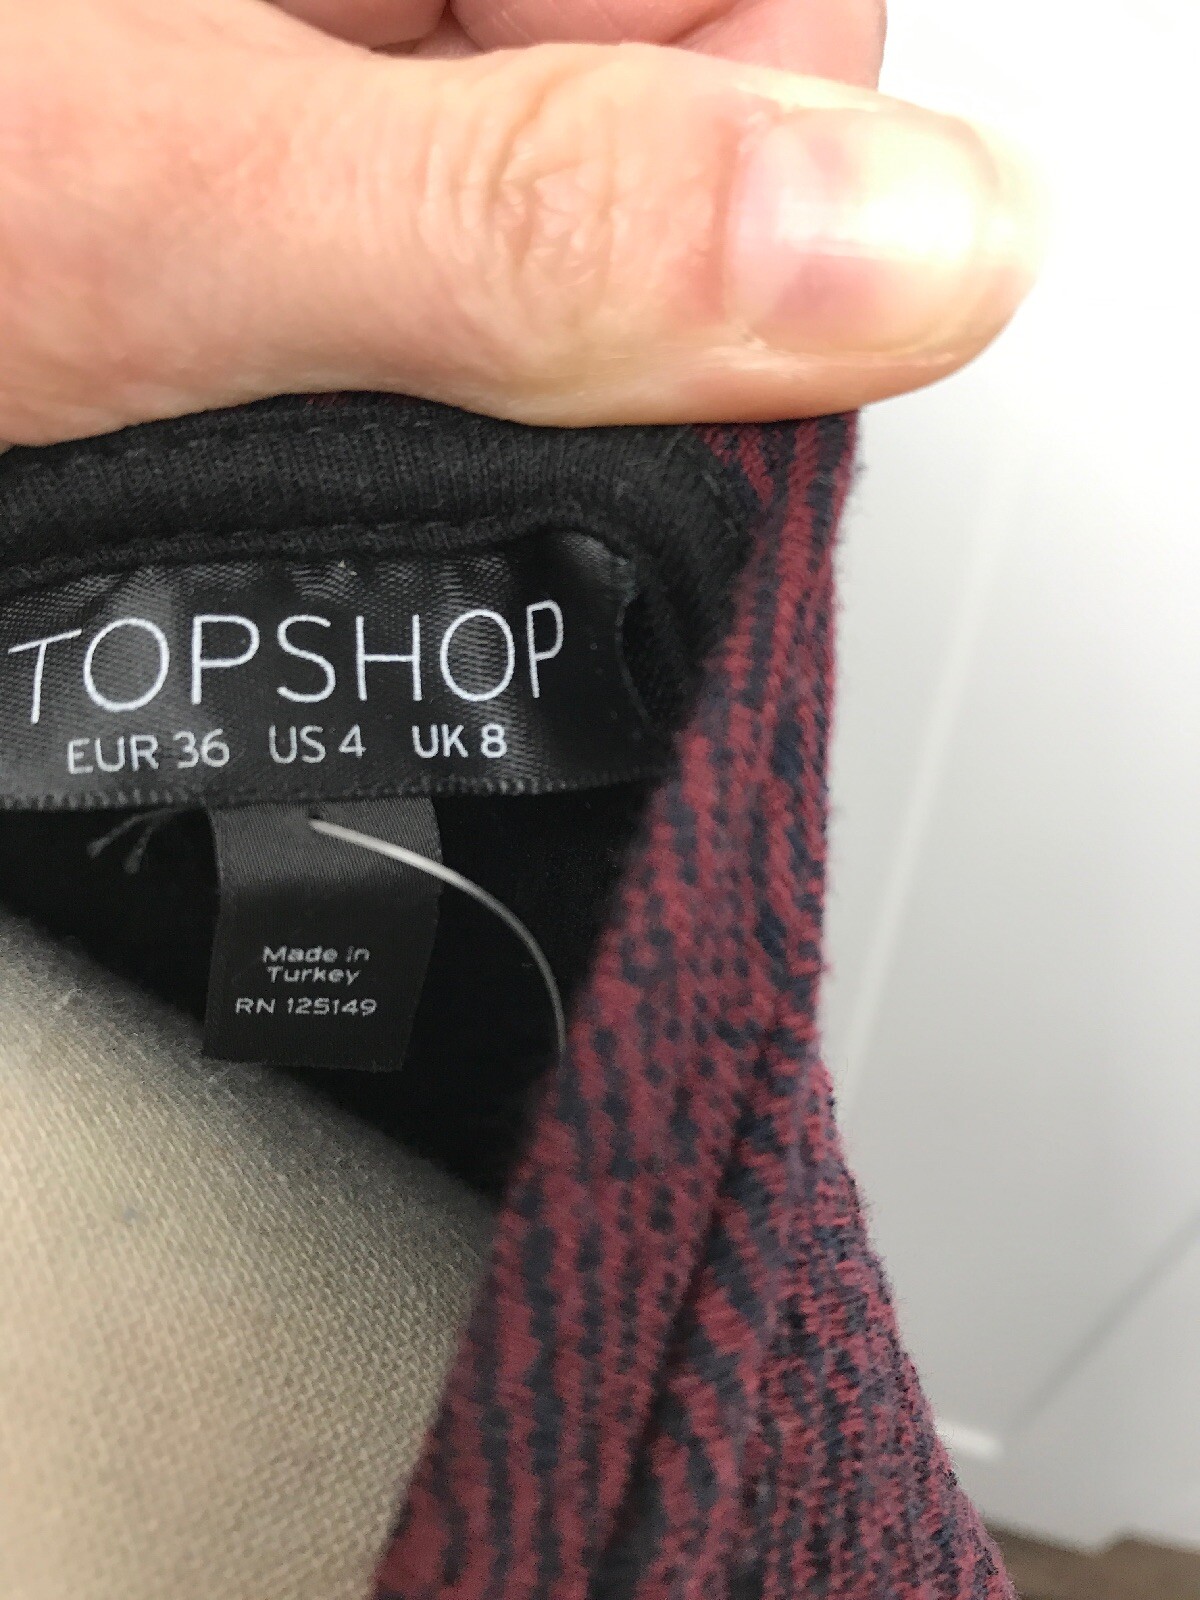 TOPSHOP
EUR 36 US 4 UK 8
Made in
Turkey
RN 125149